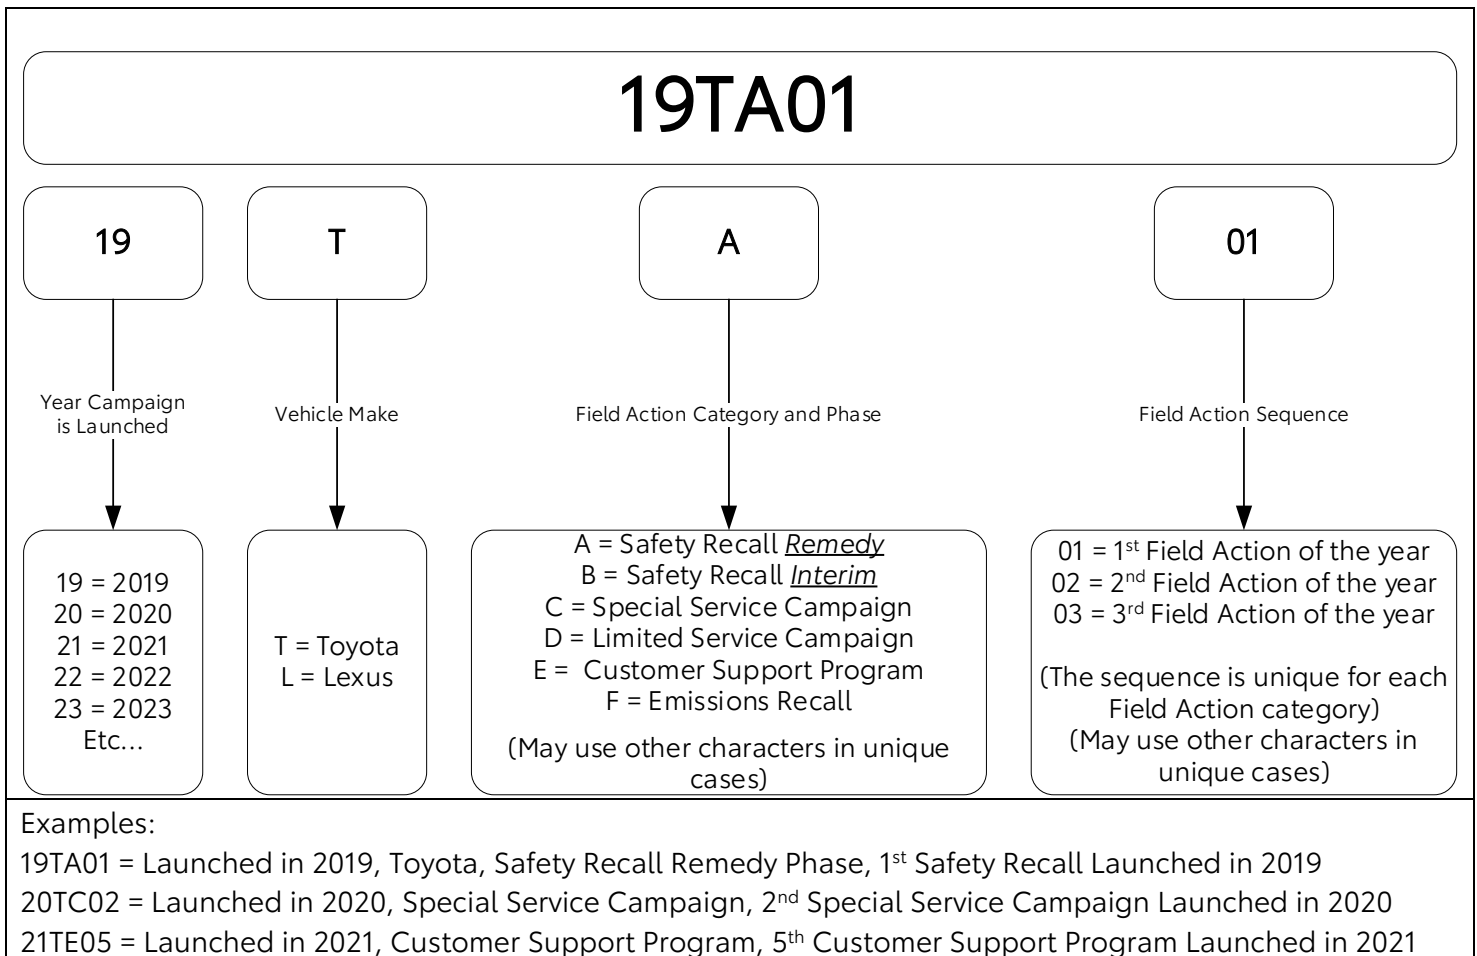 19TA01
19
T
A
01
Year Campaign
is Launched
Vehicle Make
Field Action Category and Phase
Field Action Sequence
19 = 2019
20 = 2020
21 = 2021
22 = 2022
23 = 2023
Etc...
T = Toyota
L = Lexus
A = Safety Recall Remedy
B = Safety Recall Interim
C = Special Service Campaign
D = Limited Service Campaign
E =  Customer Support Program
F = Emissions Recall
(May use other characters in unique
cases)
01 = 1st Field Action of the year
02 = 2nd Field Action of the year
03 = 3rd Field Action of the year
(The sequence is unique for each
Field Action category)
(May use other characters in
unique cases)
Examples:
19TA01 = Launched in 2019, Toyota, Safety Recall Remedy Phase, 1st Safety Recall Launched in 2019
20TC02 = Launched in 2020, Special Service Campaign, 2nd Special Service Campaign Launched in 2020
21TE05 = Launched in 2021, Customer Support Program, 5th Customer Support Program Launched in 2021